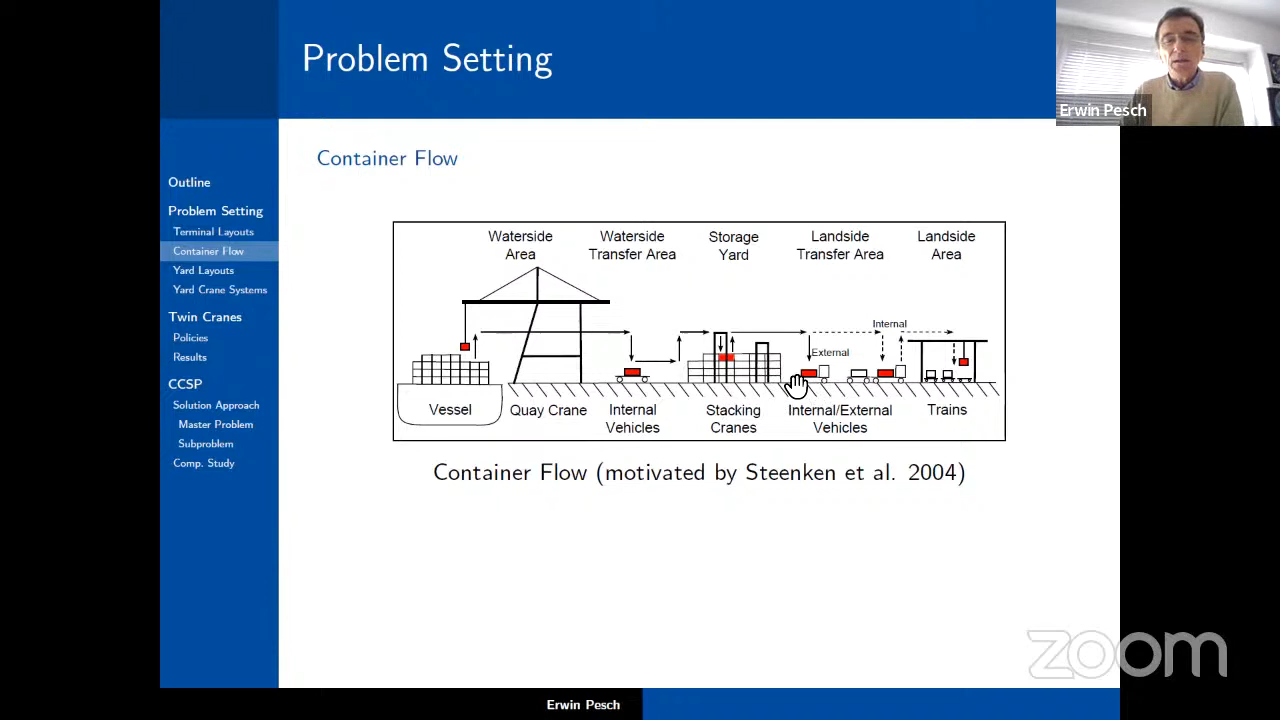 Problem Setting
Erwin Pesch
Container Flow
Outline
Problem Setting
Terminal Layouts
Container Flow
Yard Layouts
Yard Crane Systems
Twin Cranes
Policies
Results
CCSP
Solution Approach
Master Problem
Subproblem
Comp. Study
Waterside Area
Waterside Transfer Area
Storage Yard
Landside Transfer Area
Landside Area
Internal
External
Vessel
Quay Crane
Internal Vehicles
Stacking Cranes
Internal/External Vehicles
Trains
Container Flow (motivated by Steenken et al. 2004)
zoom
Erwin Pesch